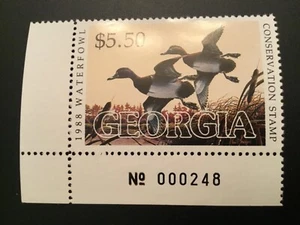 $5.50
1988 WATERFOWL
CONSERVATION STAMP
GEORGIA
№ 000248